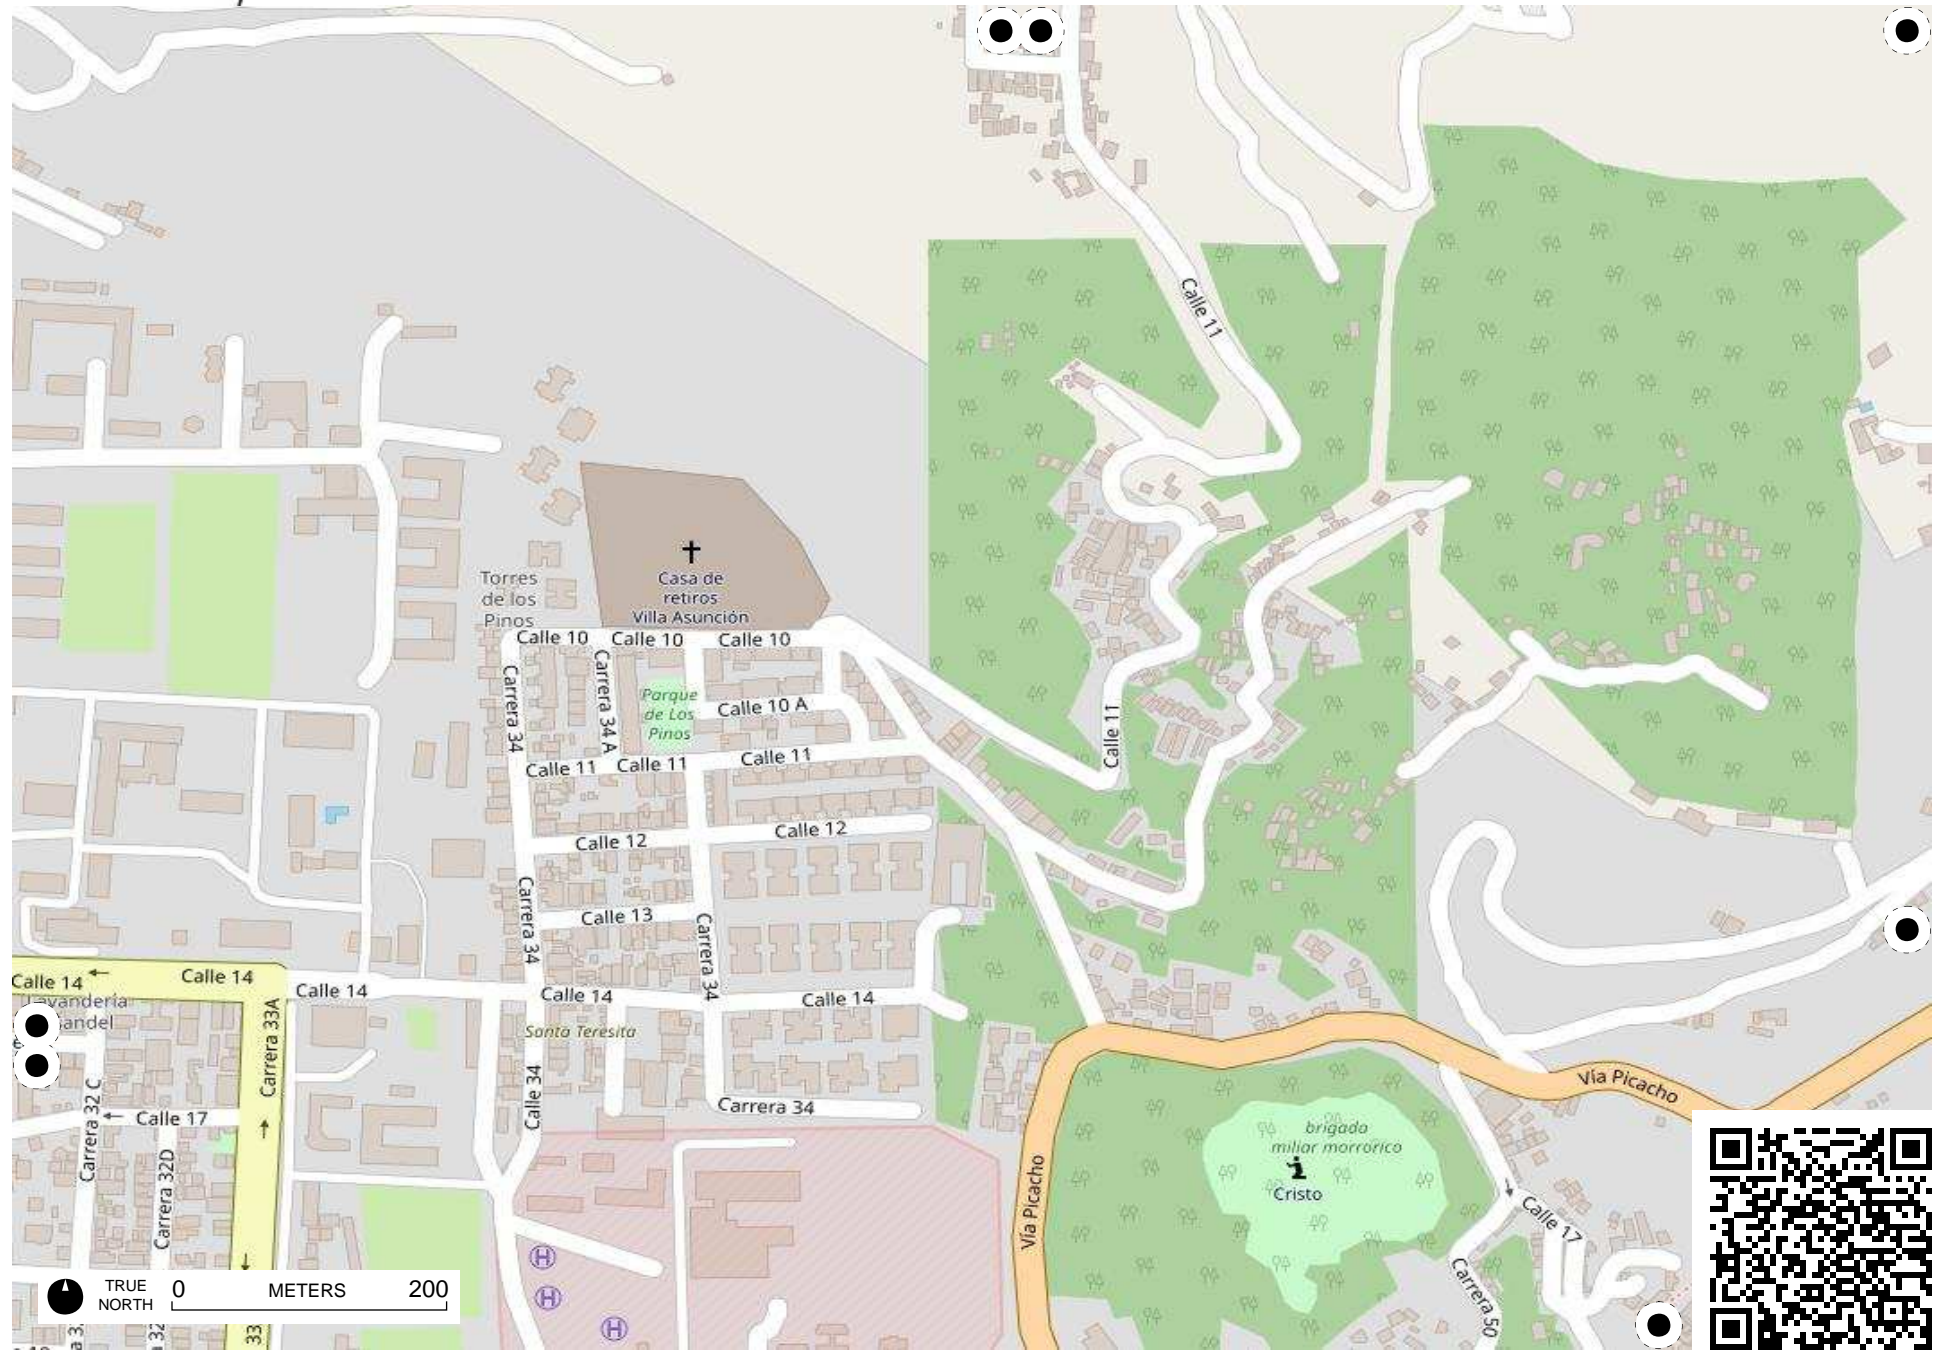 Calle 11
Torres
de los
Pinos
Casa de
retiros
Villa Asunción
Calle 10
Calle 10
Calle 10
Carrera 34
Carrera 34 A
Parque
de Los
Pinos
Calle 10 A
Calle 11
Calle 11
Calle 11
Calle 11
Calle 12
Calle 12
Carrera 34
Calle 13
Carrera 34
Calle 14
Calle 14
Calle 14
Calle 14
Calle 14
Lavandería
Carrera 33A
Santa Teresita
Calle 34
Carrera 34
Carrera 32 C
Calle 17
Carrera 32D
Vía Picacho
Vía Picacho
brigada
miliar morrorico
Cristo
Calle 17
Carrera 50
H
H
H
TRUE
NORTH
0 METERS 200
33
32